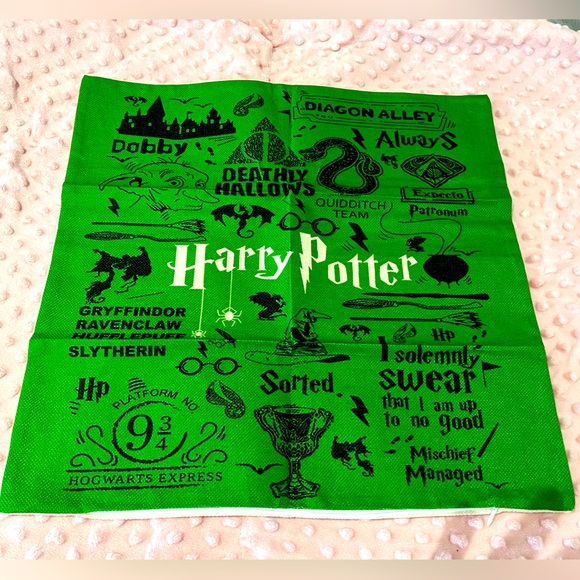 DIAGON ALLEY
Dobby
Always
DEATHLY
HALLOWS
QUIDDITCH
TEAM
Expecto
Patronum
Harry Potter
GRYFFINDOR
RAVENCLAW
HUFFLEPUFF
SLYTHERIN
Hp
I solemnly
swear
that I am up
to no good
Sorted.
Hp
PLATFORM NO
9 3/4
HOGWARTS EXPRESS
Mischief
Managed